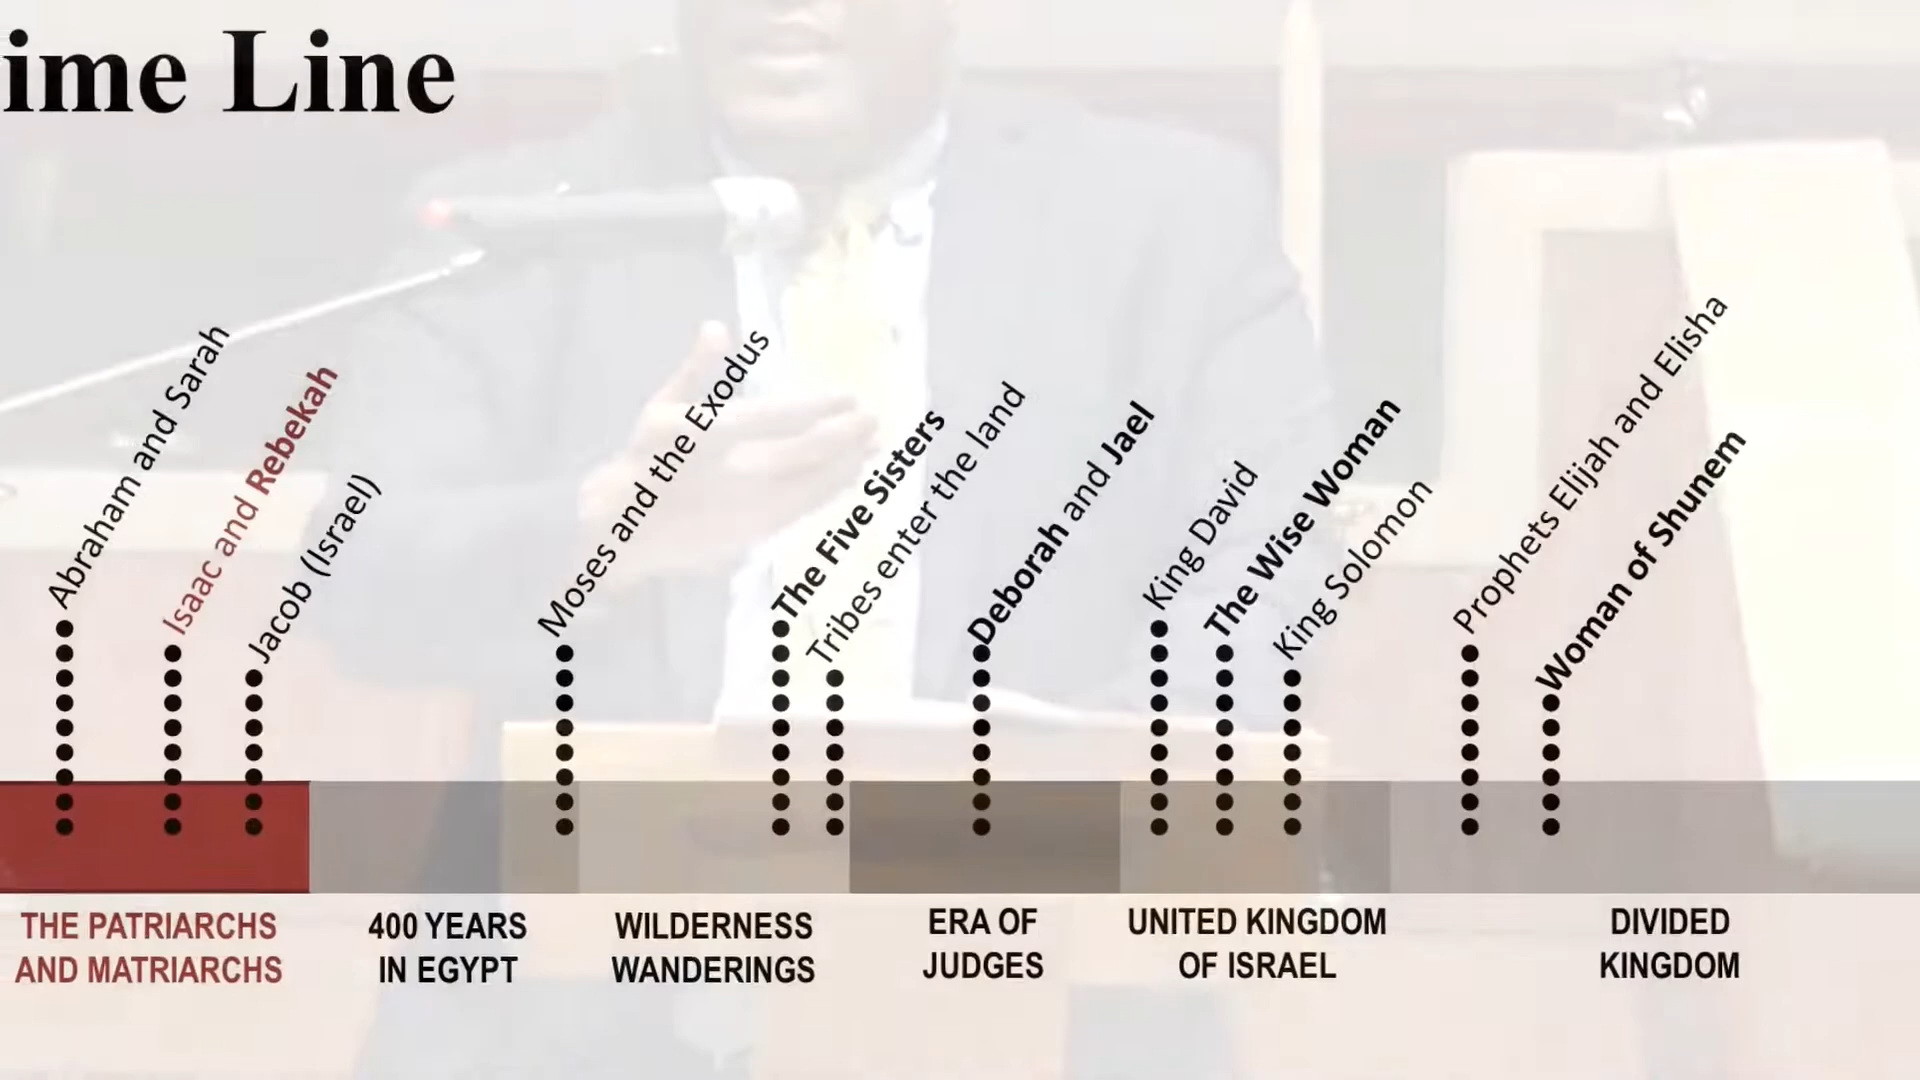 ime Line
Abraham and Sarah
Isaac and Rebekah
Jacob (Israel)
Moses and the Exodus
The Five Sisters
Tribes enter the land
Deborah and Jael
King David
The Wise Woman
King Solomon
Prophets Elijah and Elisha
Woman of Shunem
THE PATRIARCHS
AND MATRIARCHS
400 YEARS
IN EGYPT
WILDERNESS
WANDERINGS
ERA OF
JUDGES
UNITED KINGDOM
OF ISRAEL
DIVIDED
KINGDOM